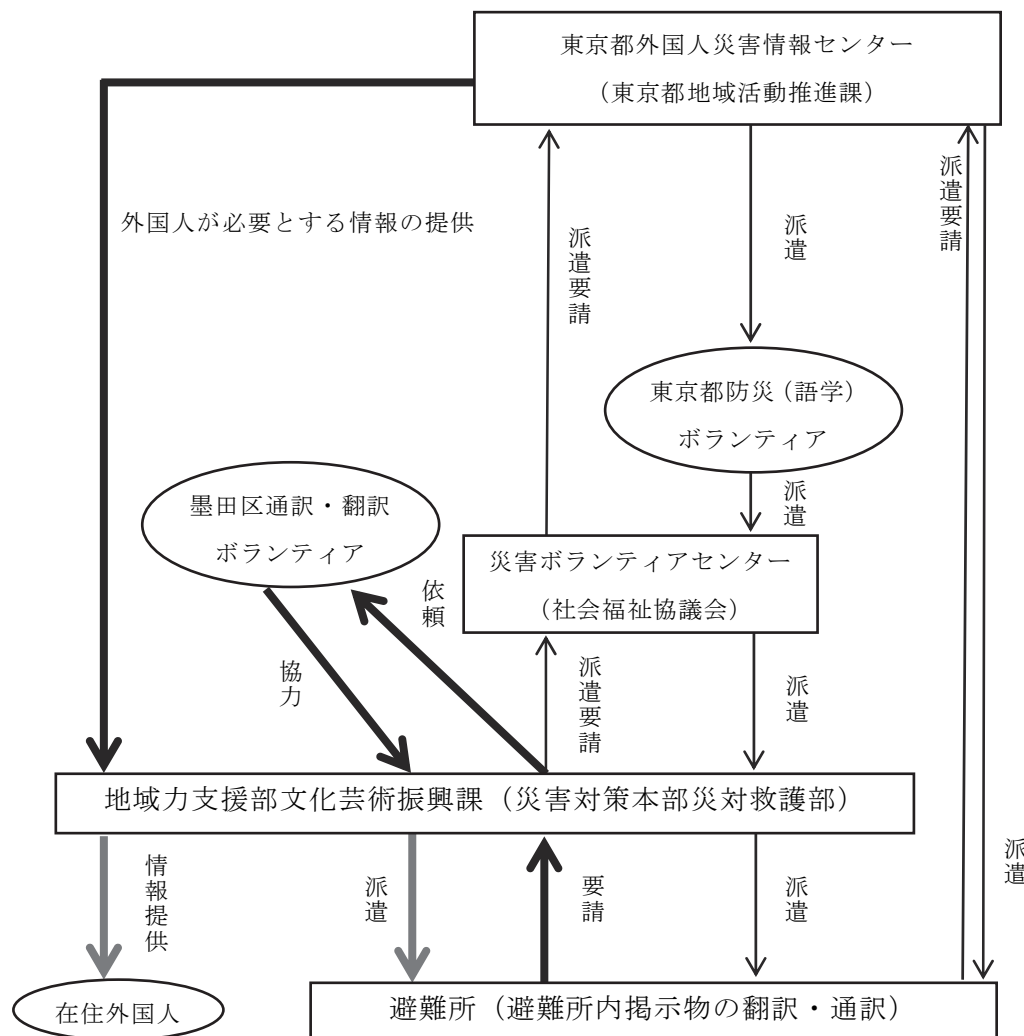 東京都外国人災害情報センター
（東京都地域活動推進課）
外国人が必要とする情報の提供
派遣要請
派遣
派遣要請
東京都防災（語学）
ボランティア
派遣
墨田区通訳・翻訳
ボランティア
災害ボランティアセンター
（社会福祉協議会）
依頼
協力
派遣要請
派遣
地域力支援部文化芸術振興課（災害対策本部災対救護部）
情報提供
派遣
要請
派遣
派遣
在住外国人
避難所（避難所内掲示物の翻訳・通訳）